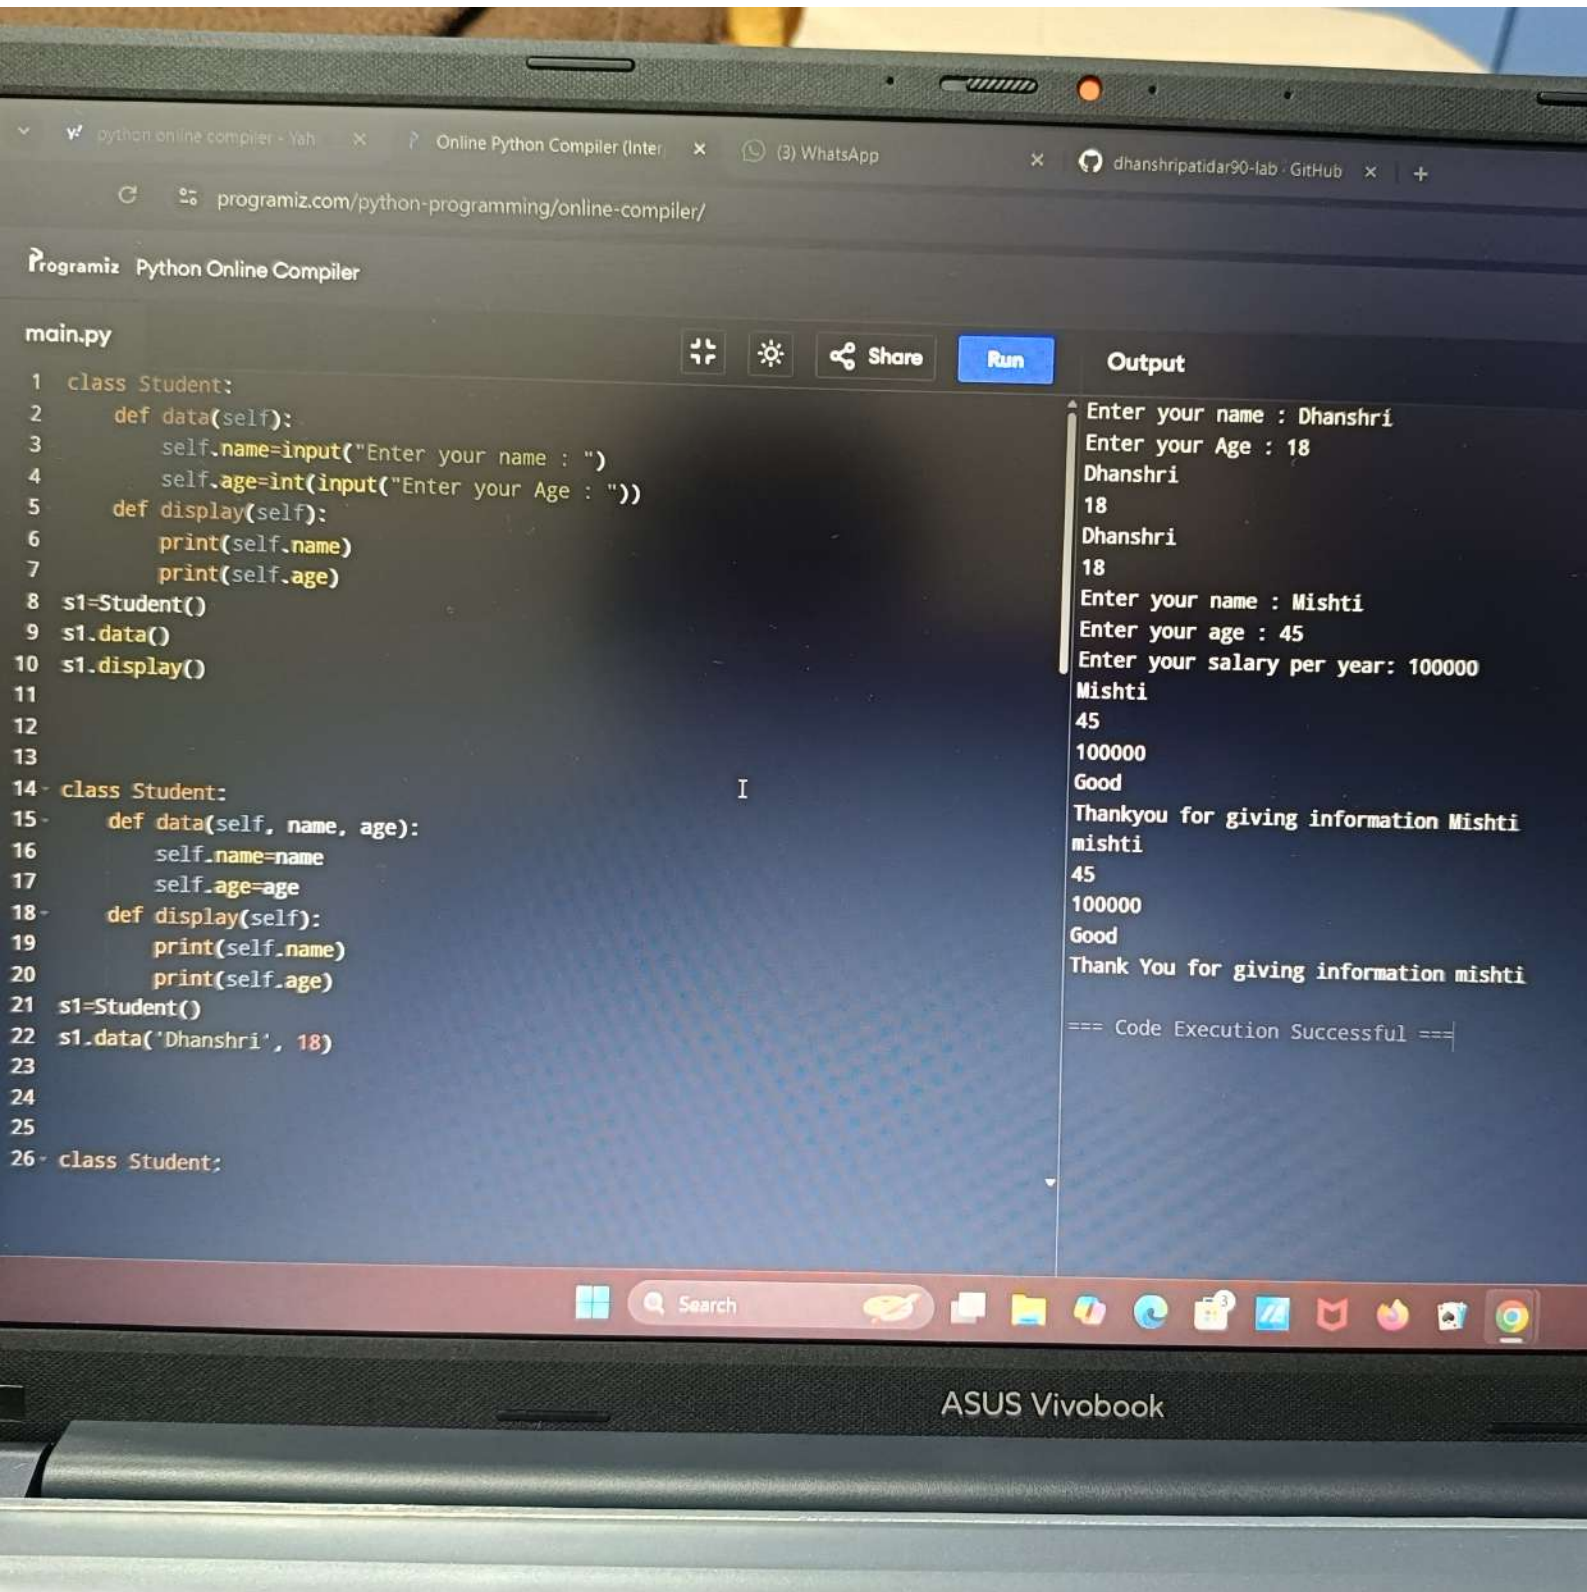 python online compiler - Yah
Online Python Compiler (Inter
(3) WhatsApp
dhanshripatidar90-lab · GitHub
programiz.com/python-programming/online-compiler/
Programiz Python Online Compiler
main.py
Share
Run
Output
1 class Student:
2     def data(self):
3         self.name=input("Enter your name : ")
4         self.age=int(input("Enter your Age : "))
5     def display(self):
6         print(self.name)
7         print(self.age)
8 s1=Student()
9 s1.data()
10 s1.display()
11
12
13
14 class Student:
15     def data(self, name, age):
16         self.name=name
17         self.age=age
18     def display(self):
19         print(self.name)
20         print(self.age)
21 s1=Student()
22 s1.data('Dhanshri', 18)
23
24
25
26 class Student:
Enter your name : Dhanshri
Enter your Age : 18
Dhanshri
18
Dhanshri
18
Enter your name : Mishti
Enter your age : 45
Enter your salary per year: 100000
Mishti
45
100000
Good
Thankyou for giving information Mishti
mishti
45
100000
Good
Thank You for giving information mishti
=== Code Execution Successful ===
Search
3
ASUS Vivobook